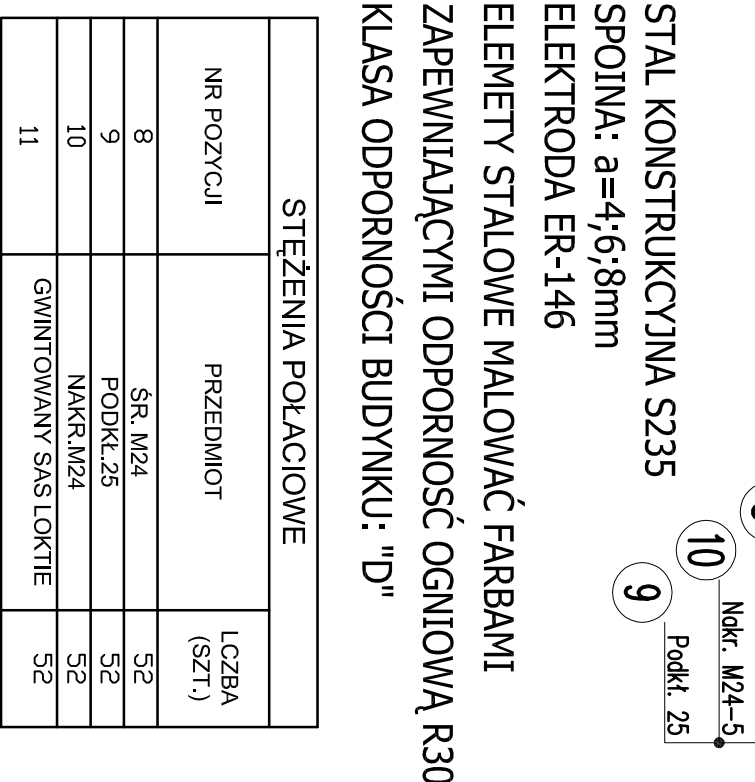 8
10
Nakr. M24-5
9
Podkł. 25
STAL KONSTRUKCYJNA S235
SPOINA: a=4;6;8mm
ELEKTRODA ER-146
ELEMETY STALOWE MALOWAĆ FARBAMI
ZAPEWNIAJĄCYMI ODPORNOSĆ OGNIOWĄ R30
KLASA ODPORNOŚCI BUDYNKU: "D"
STĘŻENIA POŁACIOWE
NR POZYCJI PRZEDMIOT LCZBA
(SZT.)
8 ŚR. M24 52
9 PODKŁ.25 52
10 NAKR.M24 52
11 GWINTOWANY SAS LOKTIE 52